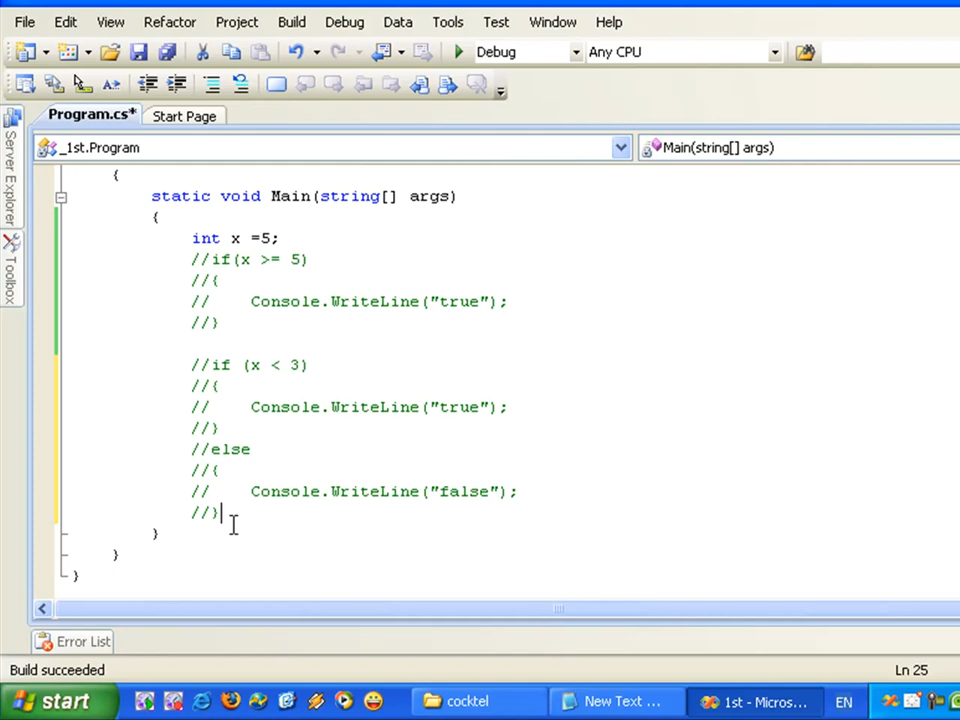 File Edit View Refactor Project Build Debug Data Tools Test Window Help
Debug Any CPU
Program.cs* Start Page
_1st.Program Main(string[] args)
Server Explorer
Toolbox
{
static void Main(string[] args)
{
int x =5;
//if(x >= 5)
//{
//    Console.WriteLine("true");
//}
//if (x < 3)
//{
//    Console.WriteLine("true");
//}
//else
//{
//    Console.WriteLine("false");
//}
}
}
}
Error List
Build succeeded Ln 25
start cocktel New Text ... 1st - Micros... EN